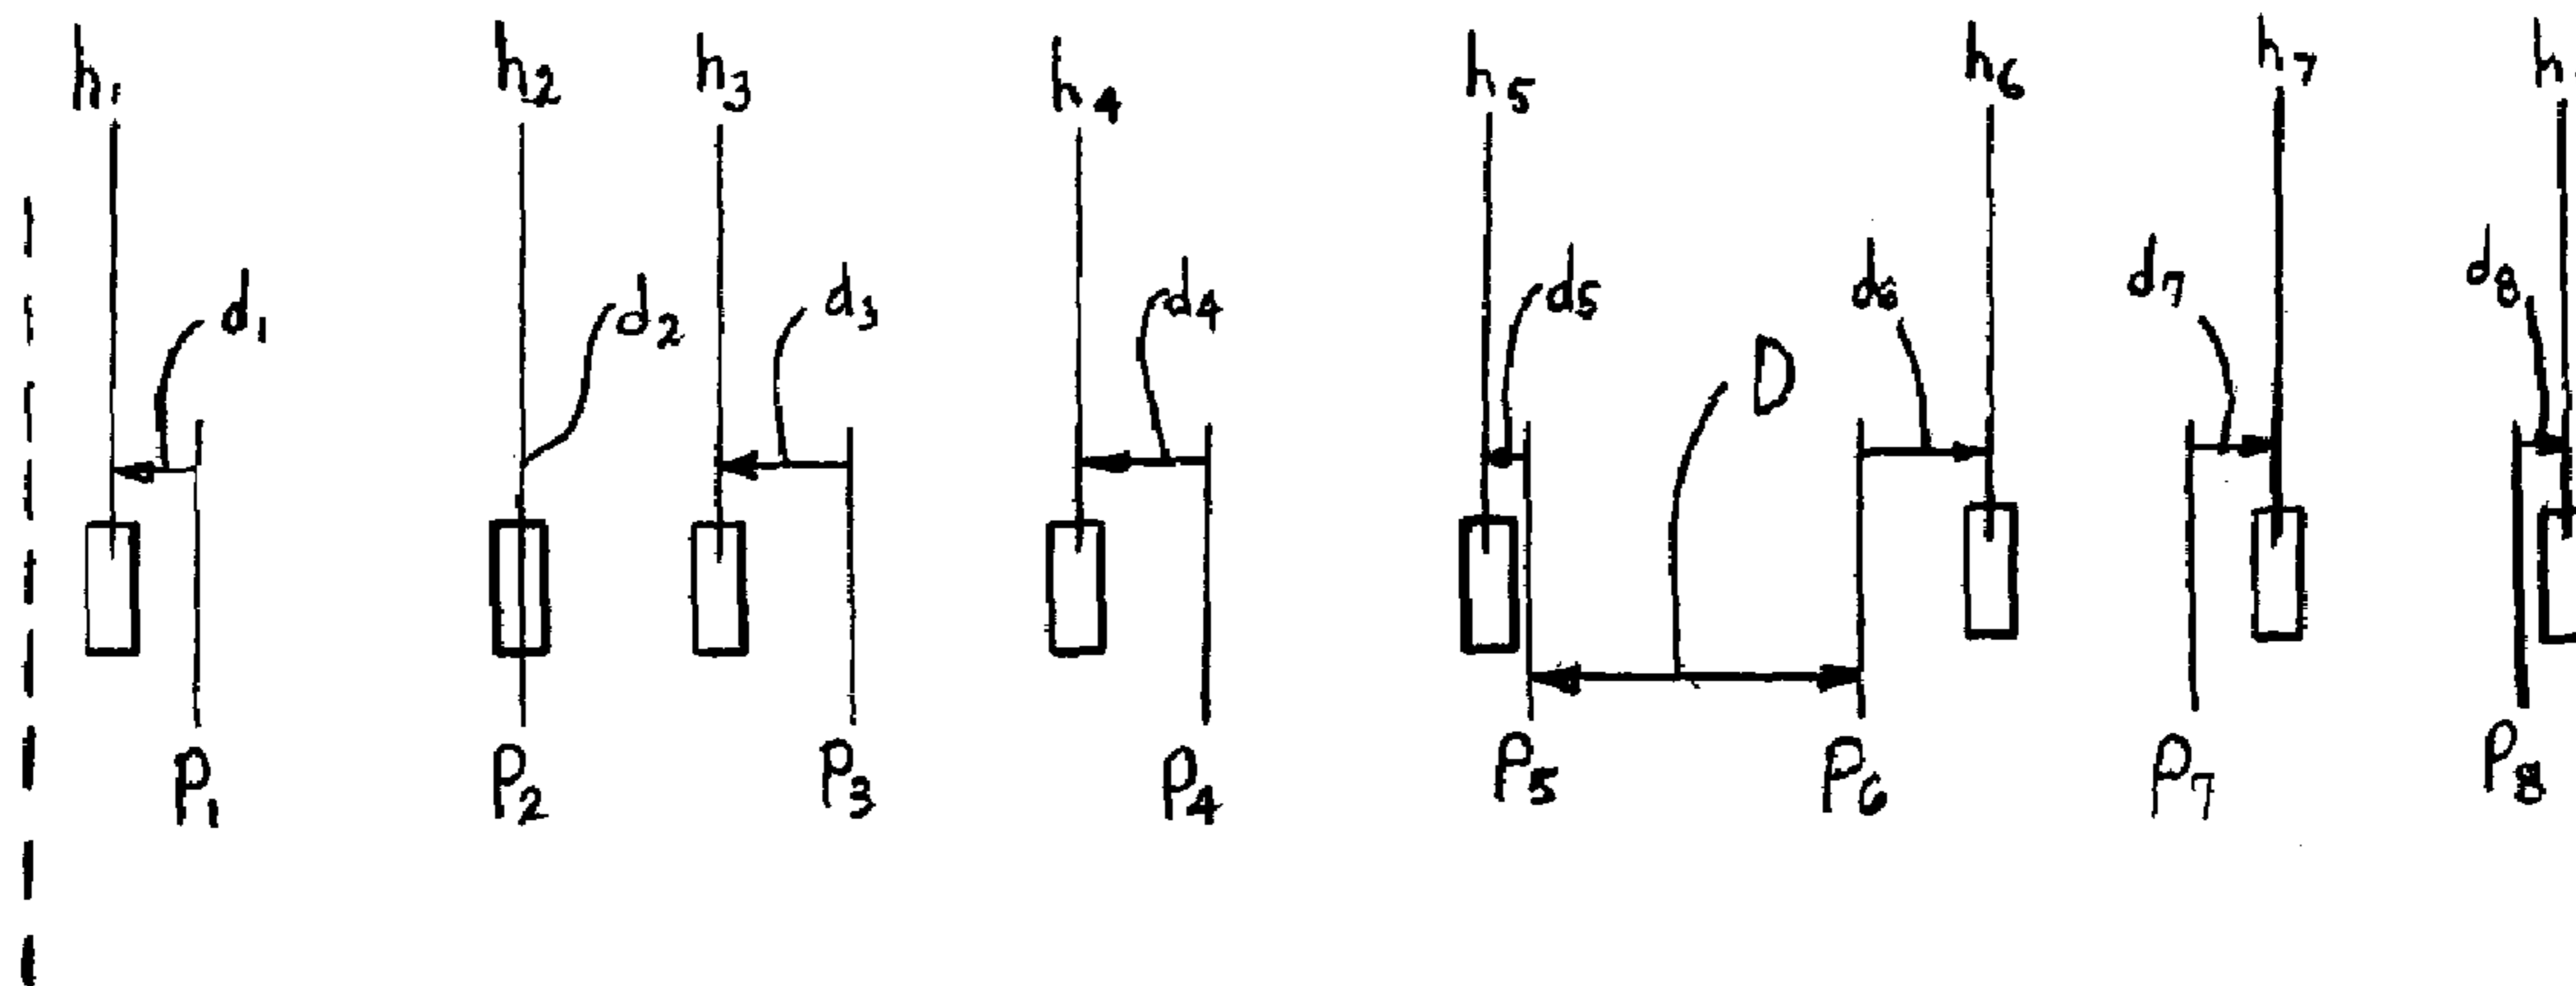 h₁ h₂ h₃ h₄ h₅ h₆ h₇ h
d₁ d₂ d₃ d₄ d₅ d₆ d₇ d₈
D
P₁ P₂ P₃ P₄ P₅ P₆ P₇ P₈